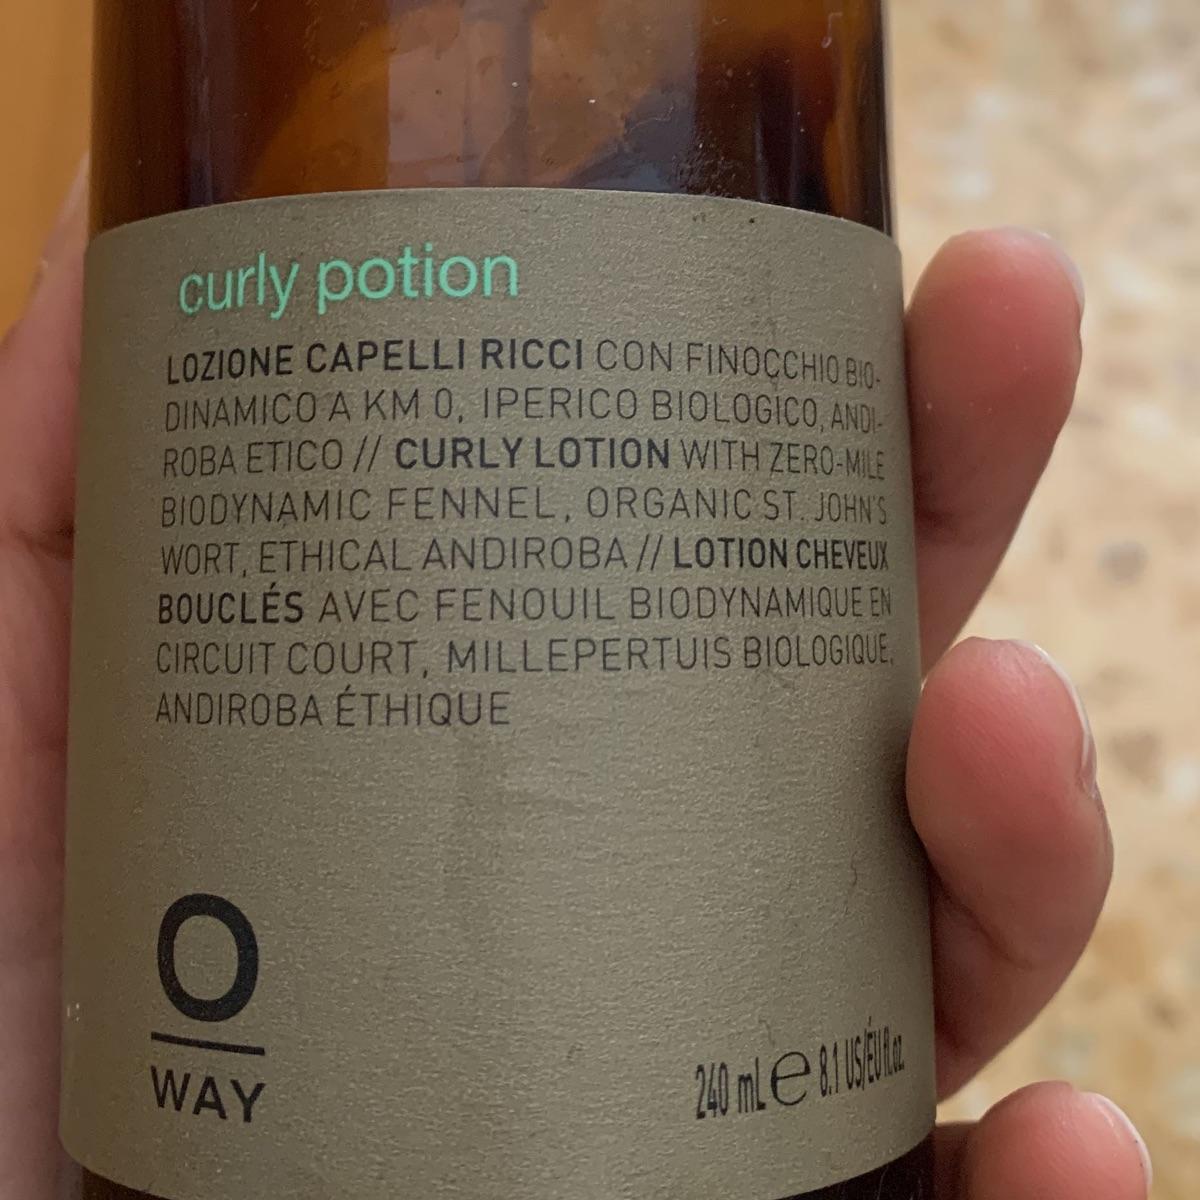 curly potion
LOZIONE CAPELLI RICCI CON FINOCCHIO BIO-
DINAMICO A KM 0, IPERICO BIOLOGICO, ANDI-
ROBA ETICO // CURLY LOTION WITH ZERO-MILE
BIODYNAMIC FENNEL, ORGANIC ST. JOHN'S
WORT, ETHICAL ANDIROBA // LOTION CHEVEUX
BOUCLÉS AVEC FENOUIL BIODYNAMIQUE EN
CIRCUIT COURT, MILLEPERTUIS BIOLOGIQUE,
ANDIROBA ÉTHIQUE
O
WAY
240 mL e 8.1 US/ÉU fl.oz.